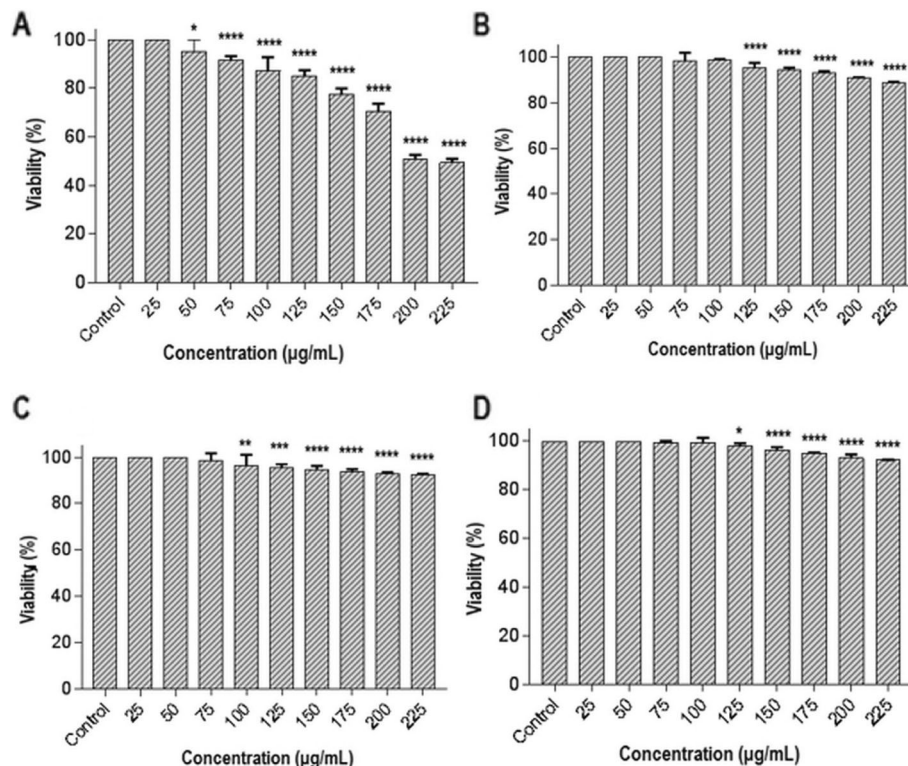 A
* **** **** **** **** **** **** ****
Viability (%)
100
80
60
40
20
0
Control 25 50 75 100 125 150 175 200 225
Concentration (µg/mL)
B
**** **** **** **** ****
Viability (%)
100
80
60
40
20
0
Control 25 50 75 100 125 150 175 200 225
Concentration (µg/mL)
C
** *** **** **** **** ****
Viability (%)
100
80
60
40
20
0
Control 25 50 75 100 125 150 175 200 225
Concentration (µg/mL)
D
* **** **** **** ****
Viability (%)
100
80
60
40
20
0
Control 25 50 75 100 125 150 175 200 225
Concentration (µg/mL)